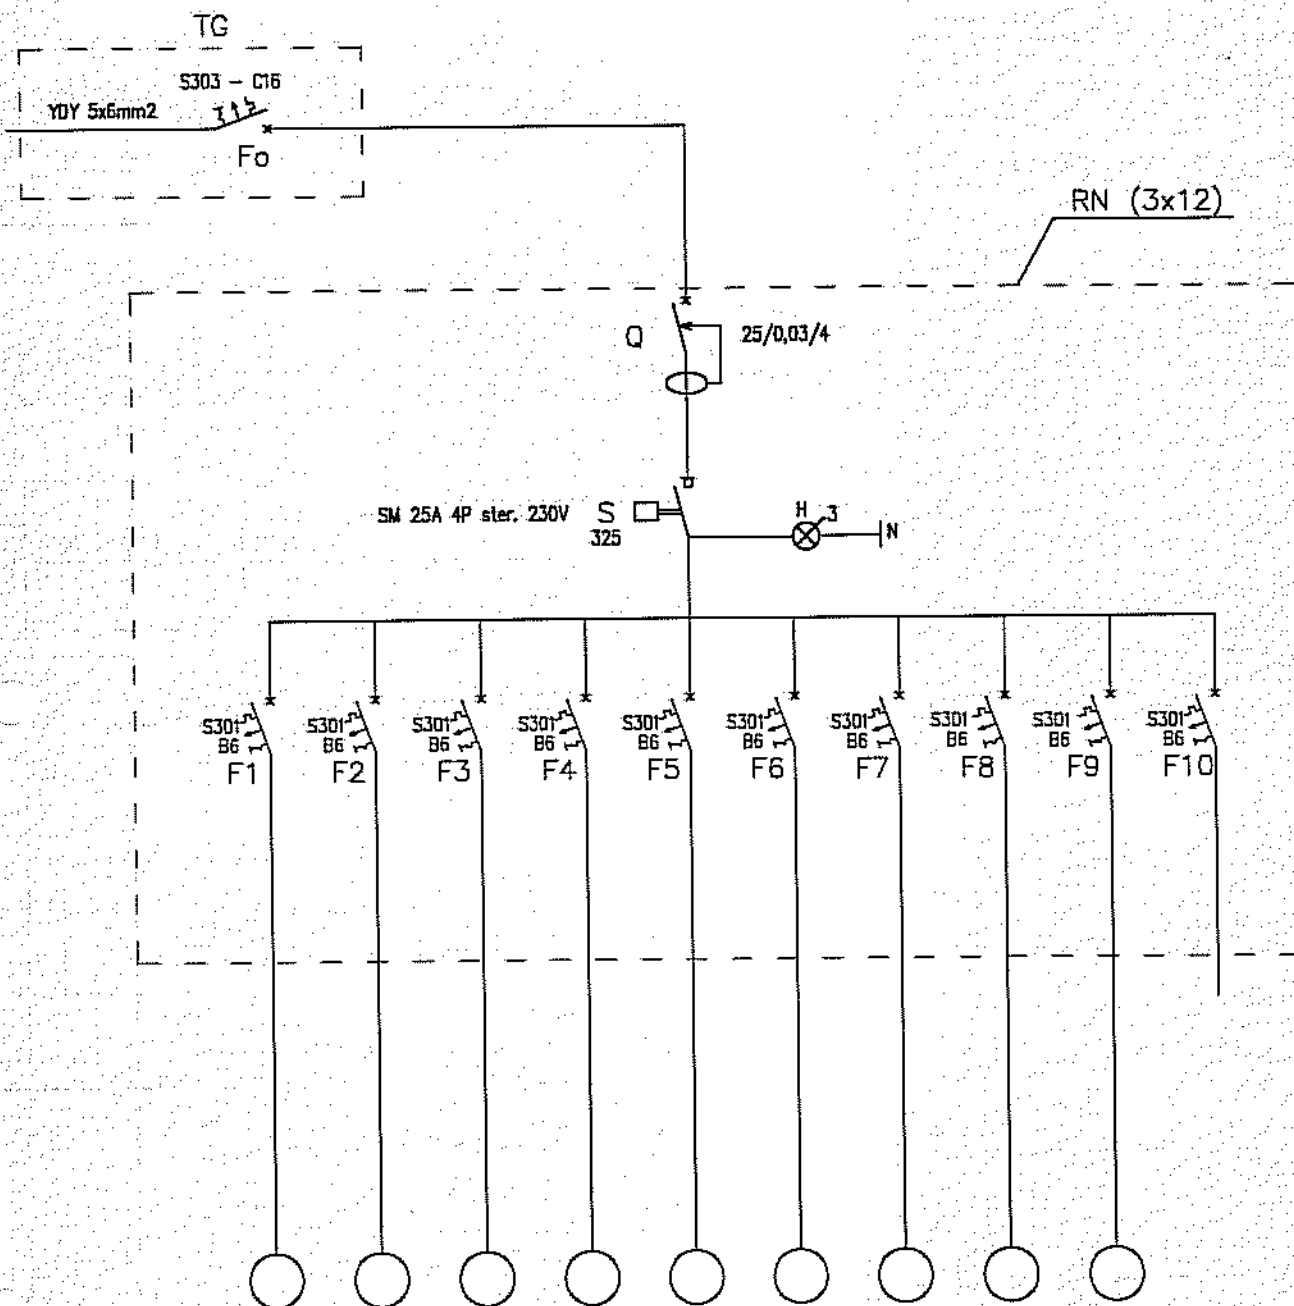 TG
S303 - C16
YDY 5x6mm2
Fo
RN (3x12)
Q
25/0,03/4
SM 25A 4P ster. 230V
S
325
H
3
N
S301
B6
F1
S301
B6
F2
S301
B6
F3
S301
B6
F4
S301
B6
F5
S301
B6
F6
S301
B6
F7
S301
B6
F8
S301
B6
F9
S301
B6
F10